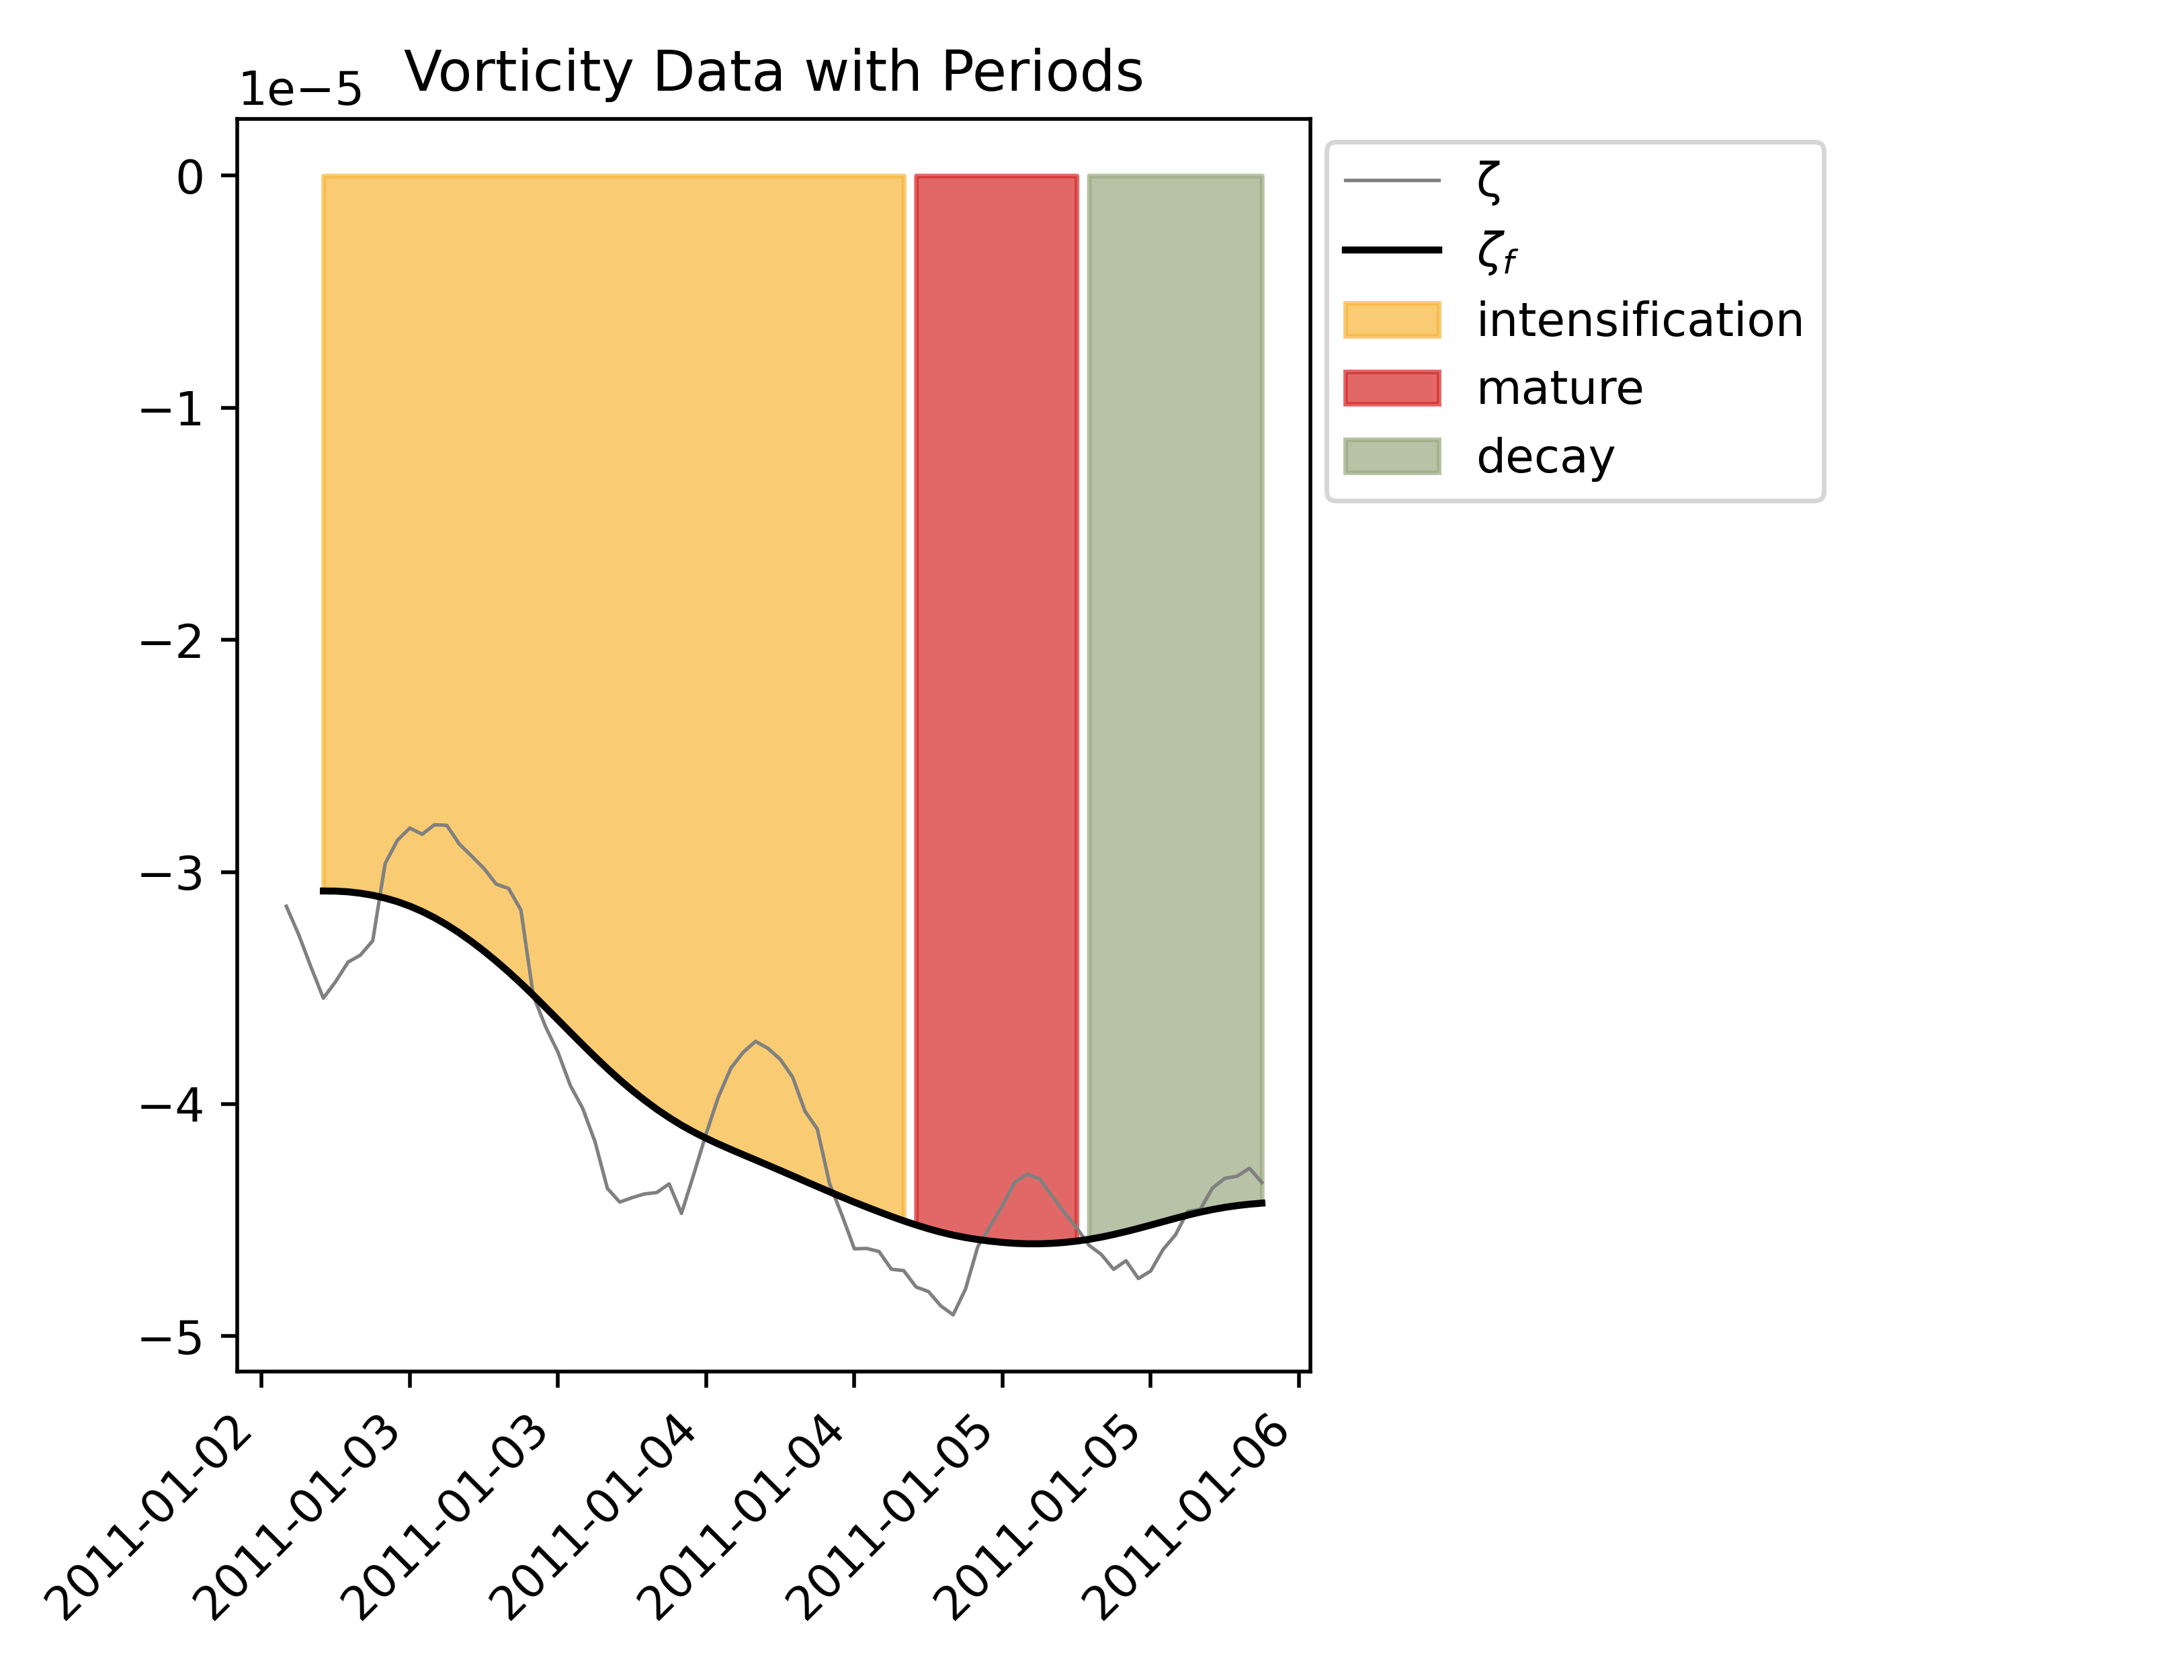 Vorticity Data with Periods
1e−5
0
−1
−2
−3
−4
−5
2011-01-02
2011-01-03
2011-01-03
2011-01-04
2011-01-04
2011-01-05
2011-01-05
2011-01-06
ζ
ζf
intensification
mature
decay